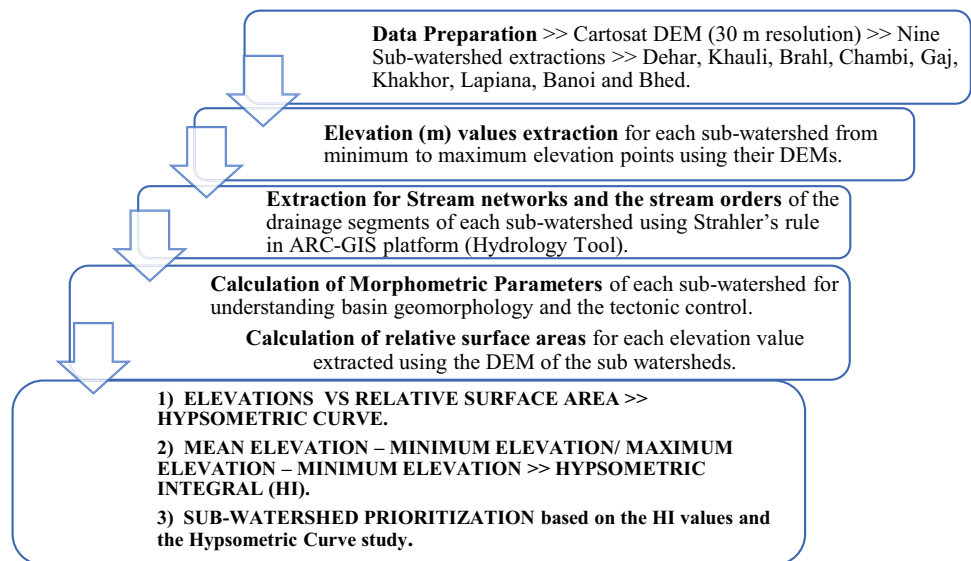 Data Preparation >> Cartosat DEM (30 m resolution) >> Nine
Sub-watershed extractions >> Dehar, Khauli, Brahl, Chambi, Gaj,
Khakhor, Lapiana, Banoi and Bhed.
Elevation (m) values extraction for each sub-watershed from
minimum to maximum elevation points using their DEMs.
Extraction for Stream networks and the stream orders of the
drainage segments of each sub-watershed using Strahler’s rule
in ARC-GIS platform (Hydrology Tool).
Calculation of Morphometric Parameters of each sub-watershed for
understanding basin geomorphology and the tectonic control.
Calculation of relative surface areas for each elevation value
extracted using the DEM of the sub watersheds.
1) ELEVATIONS VS RELATIVE SURFACE AREA >>
HYPSOMETRIC CURVE.
2) MEAN ELEVATION – MINIMUM ELEVATION/ MAXIMUM
ELEVATION – MINIMUM ELEVATION >> HYPSOMETRIC
INTEGRAL (HI).
3) SUB-WATERSHED PRIORITIZATION based on the HI values and
the Hypsometric Curve study.